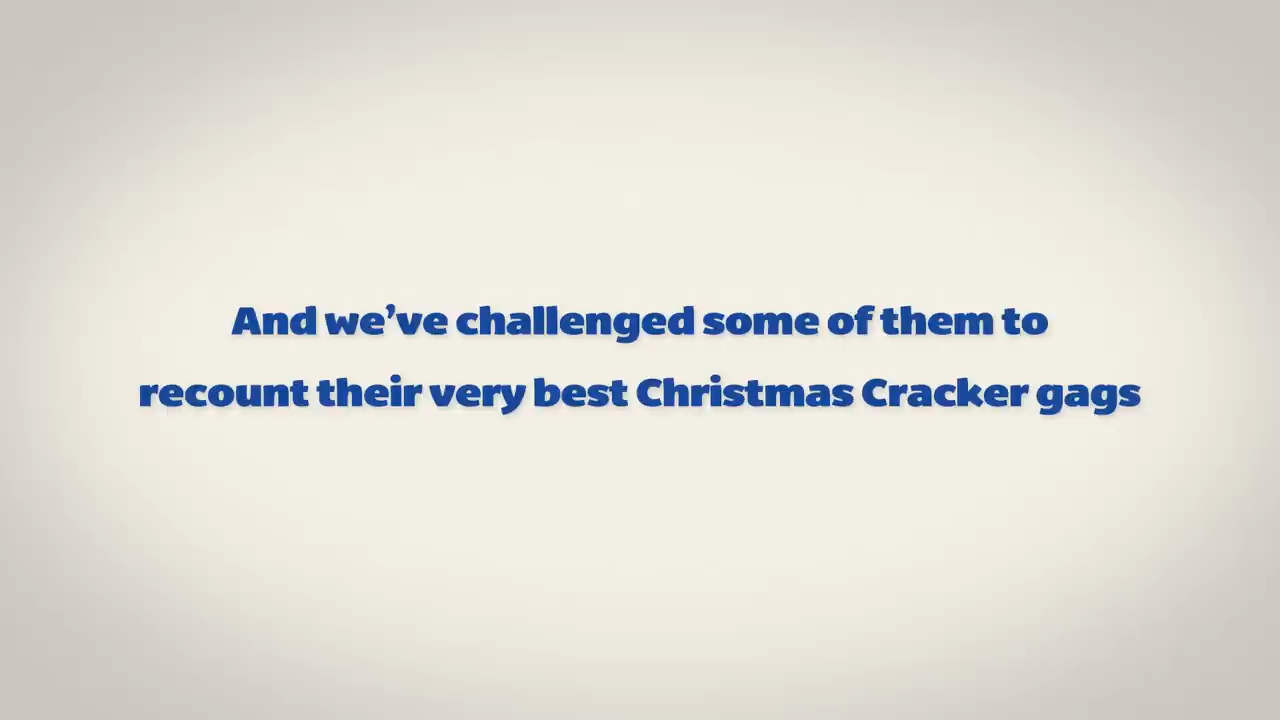 And we’ve challenged some of them to
recount their very best Christmas Cracker gags